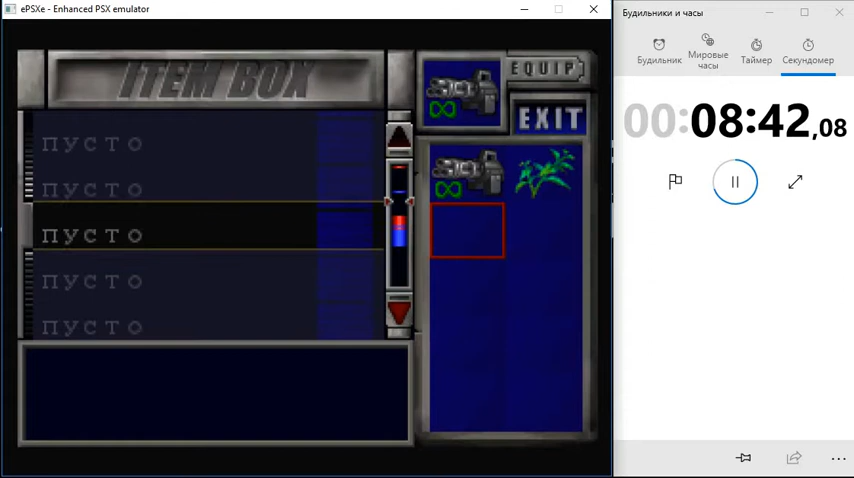 ePSXe - Enhanced PSX emulator
ITEM BOX
EQUIP
EXIT
пусто
пусто
пусто
пусто
пусто
Будильники и часы
Будильник
Мировые часы
Таймер
Секундомер
00:08:42,08